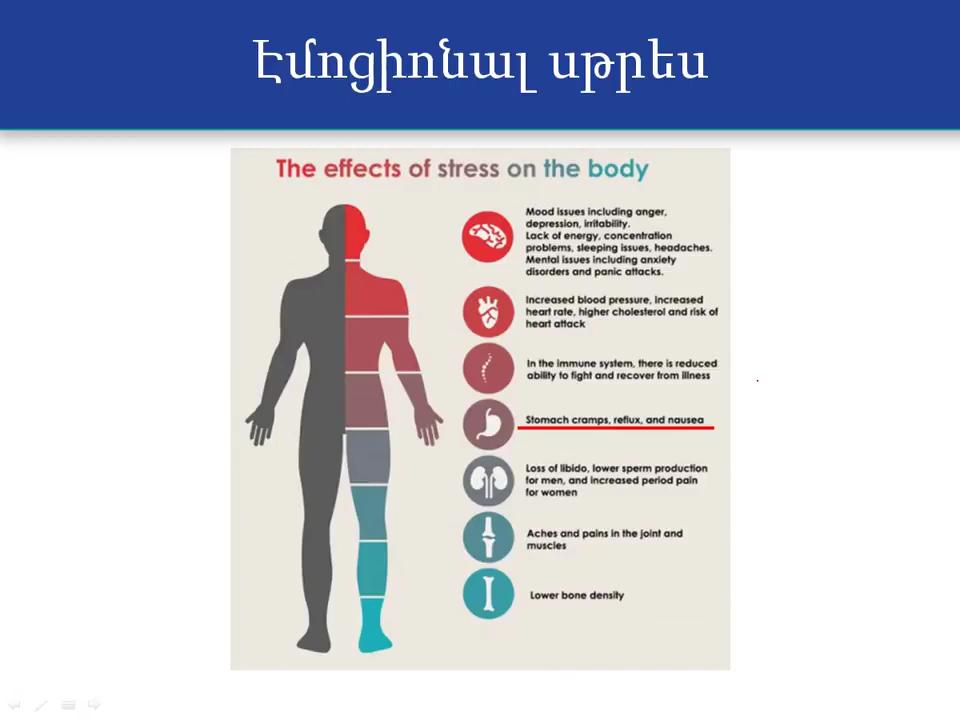 Էմոցիոնալ սթրես
The effects of stress on the body
Mood issues including anger,
depression, irritability.
Lack of energy, concentration
problems, sleeping issues, headaches.
Mental issues including anxiety
disorders and panic attacks.
Increased blood pressure, increased
heart rate, higher cholesterol and risk of
heart attack
In the immune system, there is reduced
ability to fight and recover from illness
Stomach cramps, reflux, and nausea
Loss of libido, lower sperm production
for men, and increased period pain
for women
Aches and pains in the joint and
muscles
Lower bone density